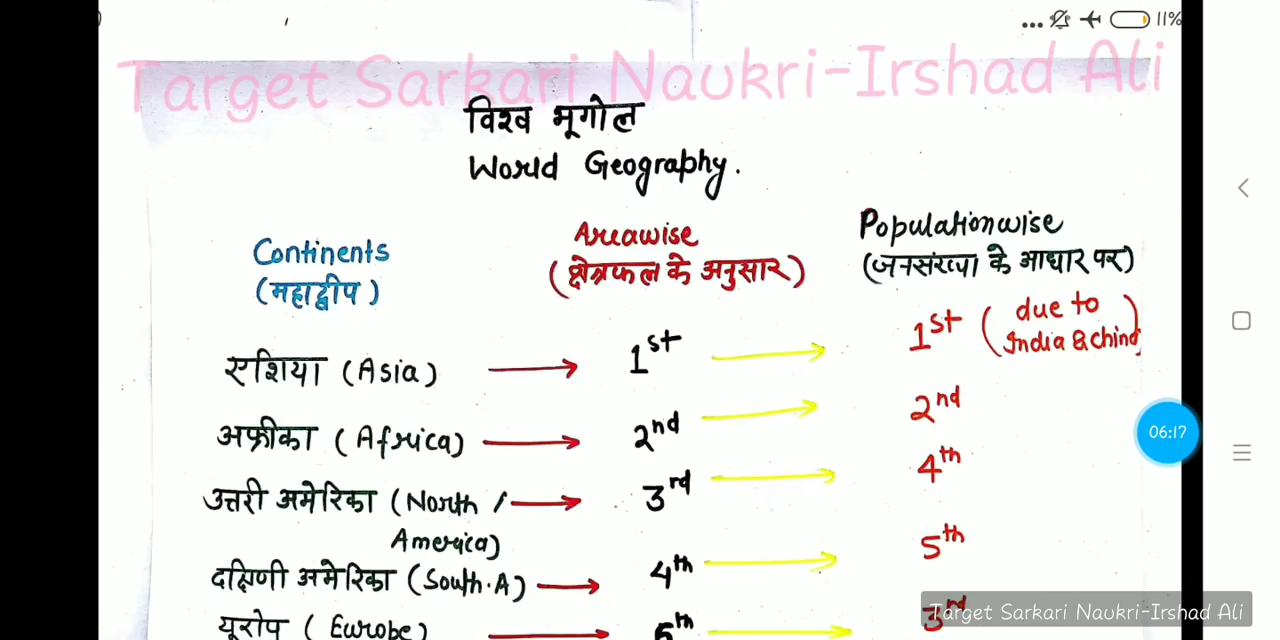 ... 11%
Target Sarkari Naukri-Irshad Ali
विश्व भूगोल
World Geography.
Continents
(महाद्वीप)
Areawise
(क्षेत्रफल के अनुसार)
Populationwise
(जनसंख्या के आधार पर)
एशिया (Asia) → 1st → 1st (due to
India & china)
अफ्रीका (Africa) → 2nd → 2nd
उत्तरी अमेरिका (North → 3rd → 4th
America)
दक्षिणी अमेरिका (South.A) → 4th → 5th
यूरोप (Europe) → → 3rd
06:17
Target Sarkari Naukri-Irshad Ali